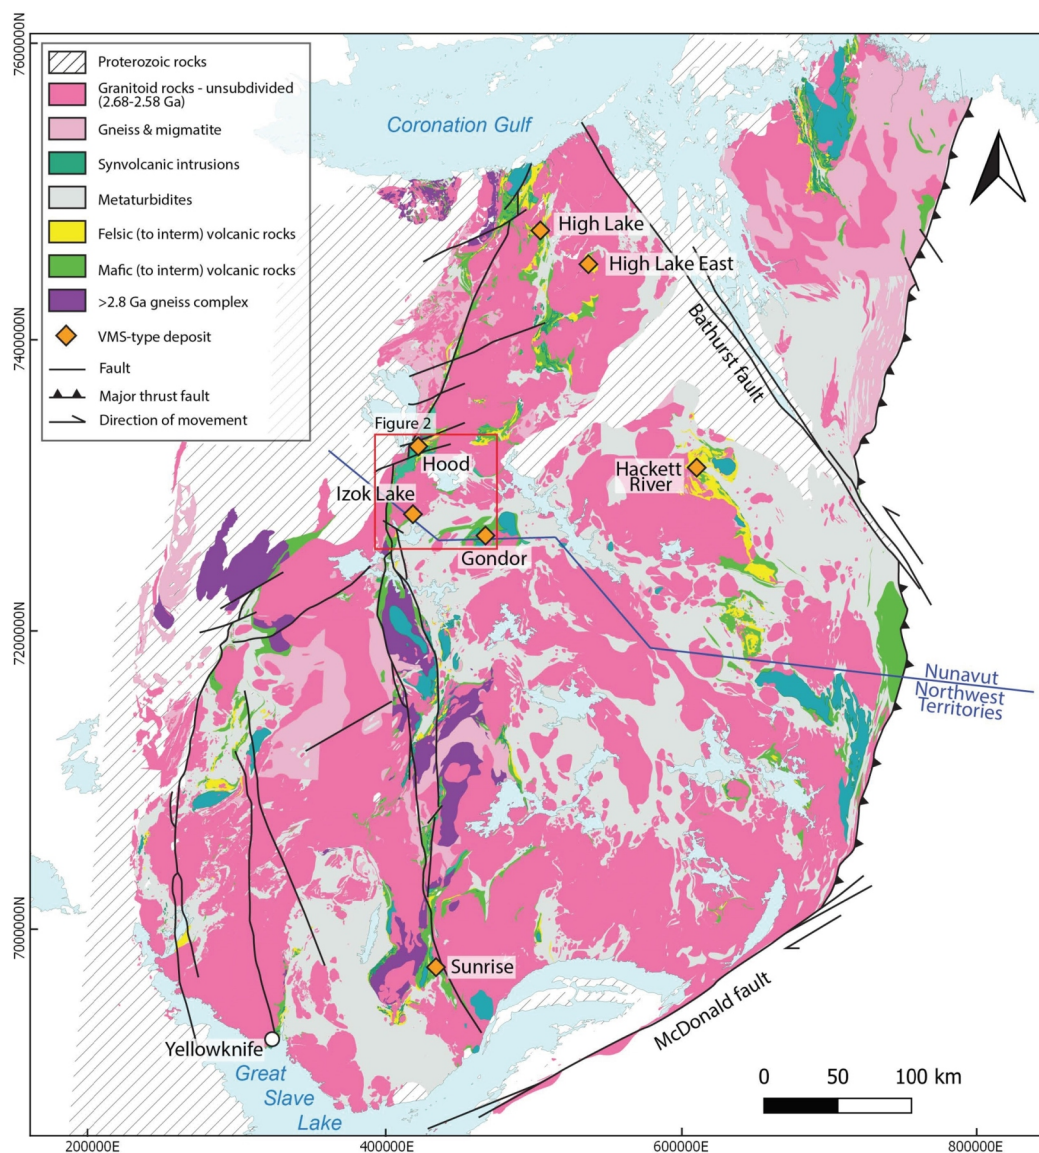 Proterozoic rocks
Granitoid rocks - unsubdivided
(2.68-2.58 Ga)
Gneiss & migmatite
Synvolcanic intrusions
Metaturbidites
Felsic (to interm) volcanic rocks
Mafic (to interm) volcanic rocks
>2.8 Ga gneiss complex
VMS-type deposit
Fault
Major thrust fault
Direction of movement
Coronation Gulf
High Lake
High Lake East
Bathurst fault
Figure 2
Hood
Izok Lake
Gondor
Hackett
River
Nunavut
Northwest
Territories
Sunrise
McDonald fault
Yellowknife
Great
Slave
Lake
0 50 100 km
7600000N
7400000N
7200000N
7000000N
200000E 400000E 600000E 800000E